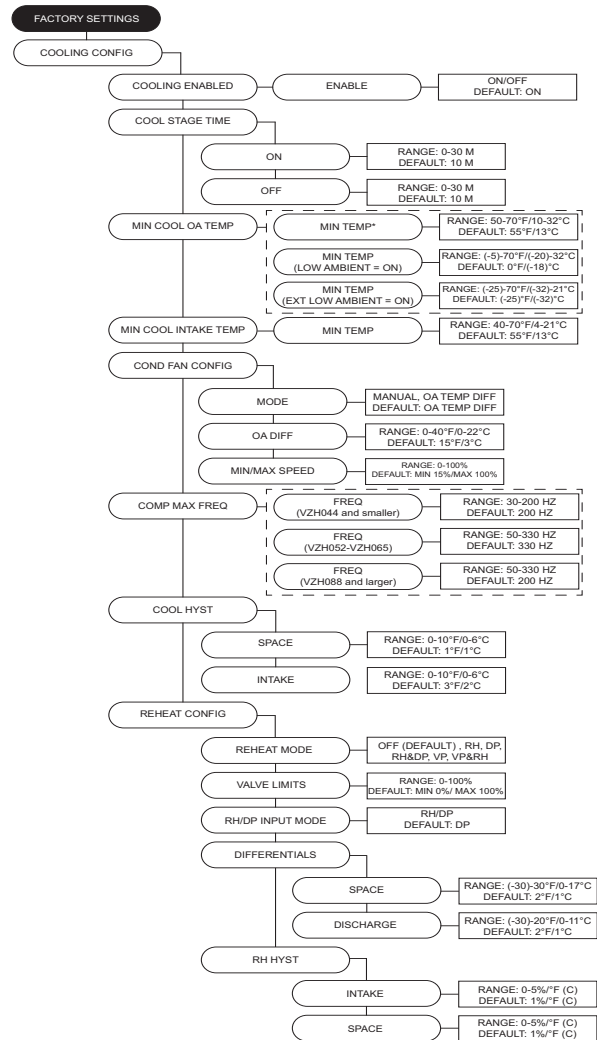 FACTORY SETTINGS
COOLING CONFIG
COOLING ENABLED
ENABLE
ON/OFF
DEFAULT: ON
COOL STAGE TIME
ON
RANGE: 0-30 M
DEFAULT: 10 M
OFF
RANGE: 0-30 M
DEFAULT: 10 M
MIN COOL OA TEMP
MIN TEMP*
RANGE: 50-70°F/10-32°C
DEFAULT: 55°F/13°C
MIN TEMP
(LOW AMBIENT = ON)
RANGE: (-5)-70°F/(-20)-32°C
DEFAULT: 0°F/(-18)°C
MIN TEMP
(EXT LOW AMBIENT = ON)
RANGE: (-25)-70°F/(-32)-21°C
DEFAULT: (-25)°F/(-32)°C
MIN COOL INTAKE TEMP
MIN TEMP
RANGE: 40-70°F/4-21°C
DEFAULT: 55°F/13°C
COND FAN CONFIG
MODE
MANUAL, OA TEMP DIFF
DEFAULT: OA TEMP DIFF
OA DIFF
RANGE: 0-40°F/0-22°C
DEFAULT: 15°F/3°C
MIN/MAX SPEED
RANGE: 0-100%
DEFAULT: MIN 15%/MAX 100%
COMP MAX FREQ
FREQ
(VZH044 and smaller)
RANGE: 30-200 HZ
DEFAULT: 200 HZ
FREQ
(VZH052-VZH065)
RANGE: 50-330 HZ
DEFAULT: 330 HZ
FREQ
(VZH088 and larger)
RANGE: 50-330 HZ
DEFAULT: 200 HZ
COOL HYST
SPACE
RANGE: 0-10°F/0-6°C
DEFAULT: 1°F/1°C
INTAKE
RANGE: 0-10°F/0-6°C
DEFAULT: 3°F/2°C
REHEAT CONFIG
REHEAT MODE
OFF (DEFAULT) , RH, DP,
RH&DP, VP, VP&RH
VALVE LIMITS
RANGE: 0-100%
DEFAULT: MIN 0%/ MAX 100%
RH/DP INPUT MODE
RH/DP
DEFAULT: DP
DIFFERENTIALS
SPACE
RANGE: (-30)-30°F/0-17°C
DEFAULT: 2°F/1°C
DISCHARGE
RANGE: (-30)-20°F/0-11°C
DEFAULT: 2°F/1°C
RH HYST
INTAKE
RANGE: 0-5%/°F (C)
DEFAULT: 1%/°F (C)
SPACE
RANGE: 0-5%/°F (C)
DEFAULT: 1%/°F (C)